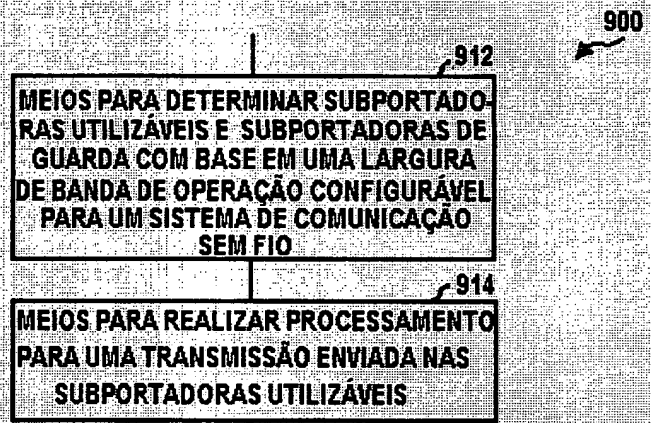 900
912
MEIOS PARA DETERMINAR SUBPORTADO-
RAS UTILIZÁVEIS E SUBPORTADORAS DE
GUARDA COM BASE EM UMA LARGURA
DE BANDA DE OPERAÇÃO CONFIGURÁVEL
PARA UM SISTEMA DE COMUNICAÇÃO
SEM FIO
914
MEIOS PARA REALIZAR PROCESSAMENTO
PARA UMA TRANSMISSÃO ENVIADA NAS
SUBPORTADORAS UTILIZÁVEIS